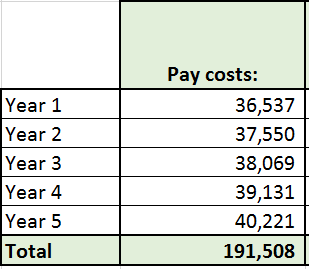 Pay costs:
Year 1 36,537
Year 2 37,550
Year 3 38,069
Year 4 39,131
Year 5 40,221
Total 191,508